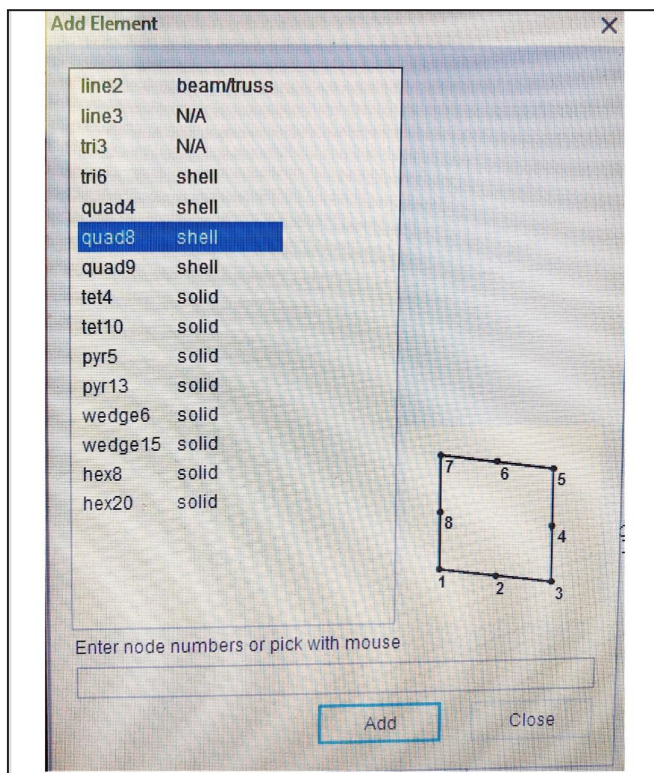 Add Element
line2 beam/truss
line3 N/A
tri3 N/A
tri6 shell
quad4 shell
quad8 shell
quad9 shell
tet4 solid
tet10 solid
pyr5 solid
pyr13 solid
wedge6 solid
wedge15 solid
hex8 solid
hex20 solid
7 6 5
8 4
1 2 3
Enter node numbers or pick with mouse
Add Close